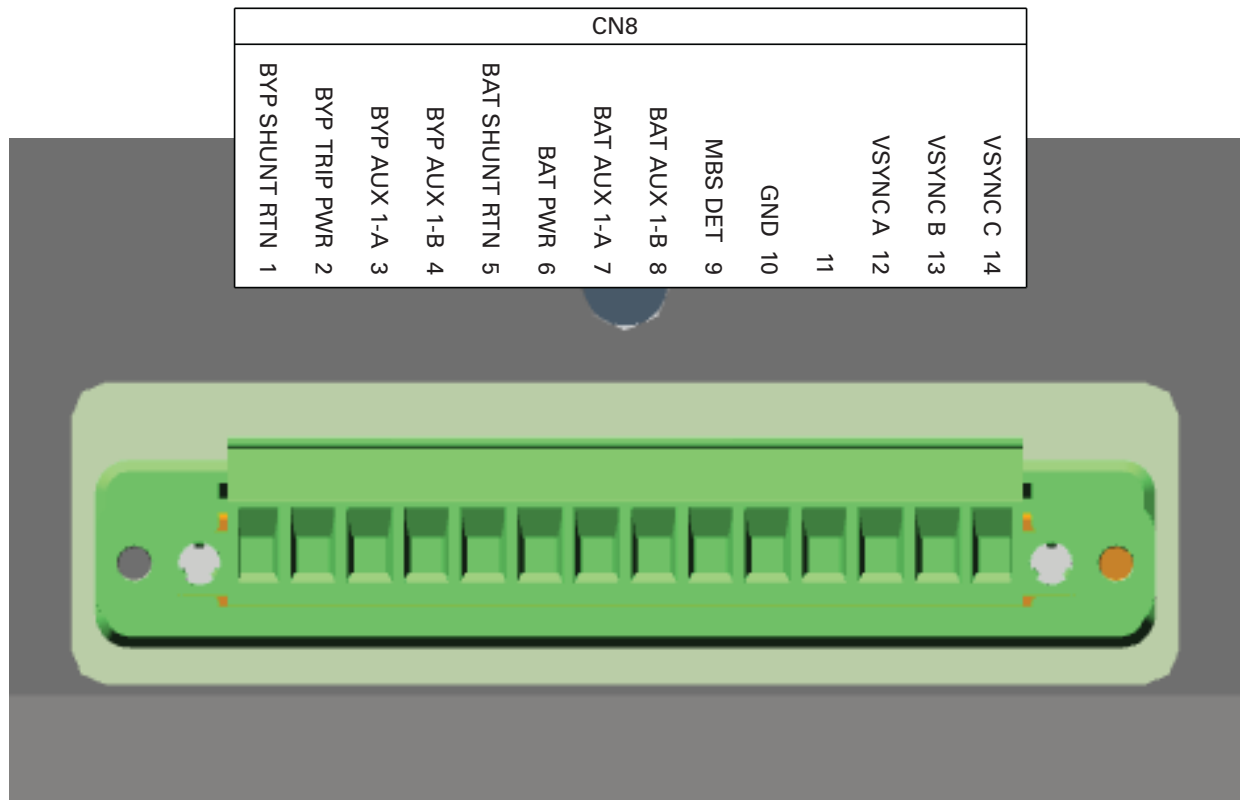 CN8
BYP SHUNT RTN 1
BYP TRIP PWR 2
BYP AUX 1-A 3
BYP AUX 1-B 4
BAT SHUNT RTN 5
BAT PWR 6
BAT AUX 1-A 7
BAT AUX 1-B 8
MBS DET 9
GND 10
11
VSYNC A 12
VSYNC B 13
VSYNC C 14